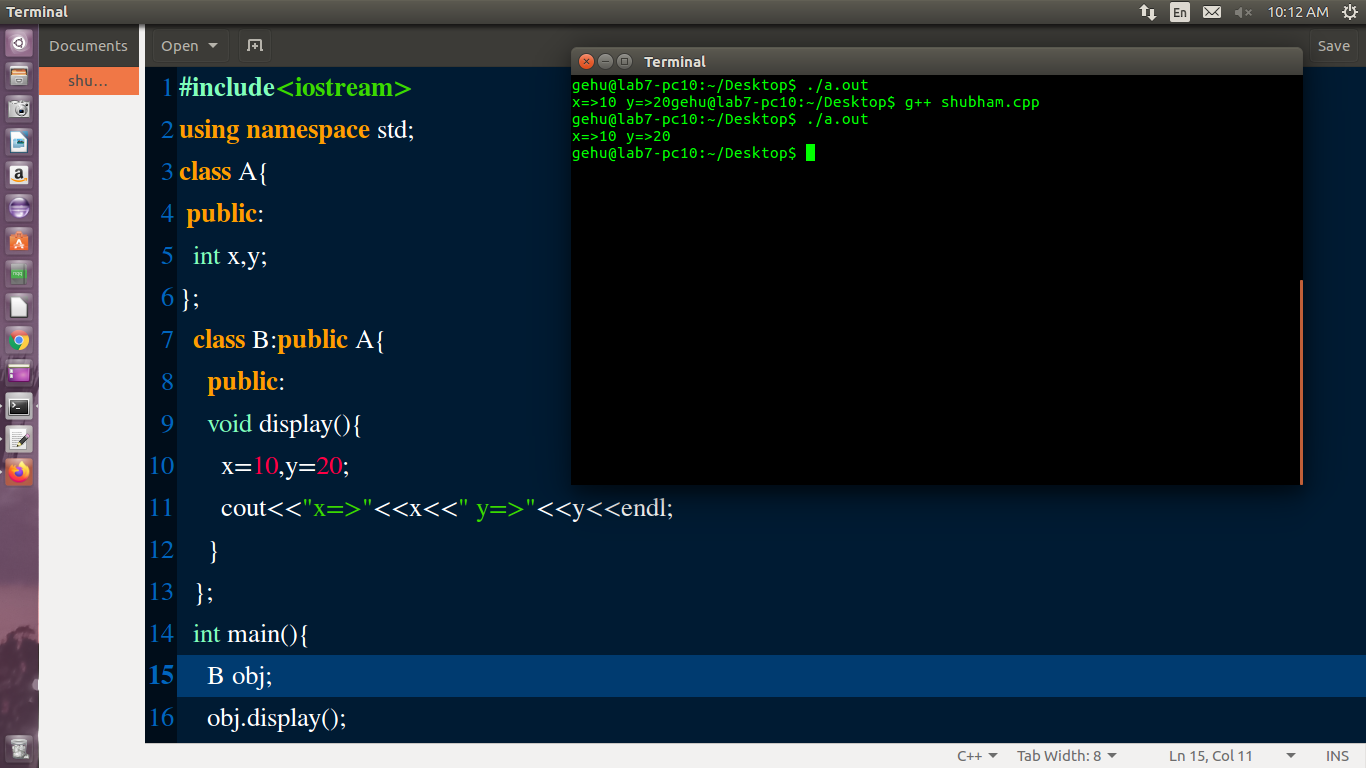 Terminal
En
10:12 AM
Documents
Open
Save
shu...
Terminal
gehu@lab7-pc10:~/Desktop$ ./a.out
x=>10 y=>20gehu@lab7-pc10:~/Desktop$ g++ shubham.cpp
gehu@lab7-pc10:~/Desktop$ ./a.out
x=>10 y=>20
gehu@lab7-pc10:~/Desktop$
1 #include<iostream>
2 using namespace std;
3 class A{
4 public:
5 int x,y;
6 };
7 class B:public A{
8 public:
9 void display(){
10 x=10,y=20;
11 cout<<"x=>"<<x<<" y=>"<<y<<endl;
12 }
13 };
14 int main(){
15 B obj;
16 obj.display();
C++
Tab Width: 8
Ln 15, Col 11
INS